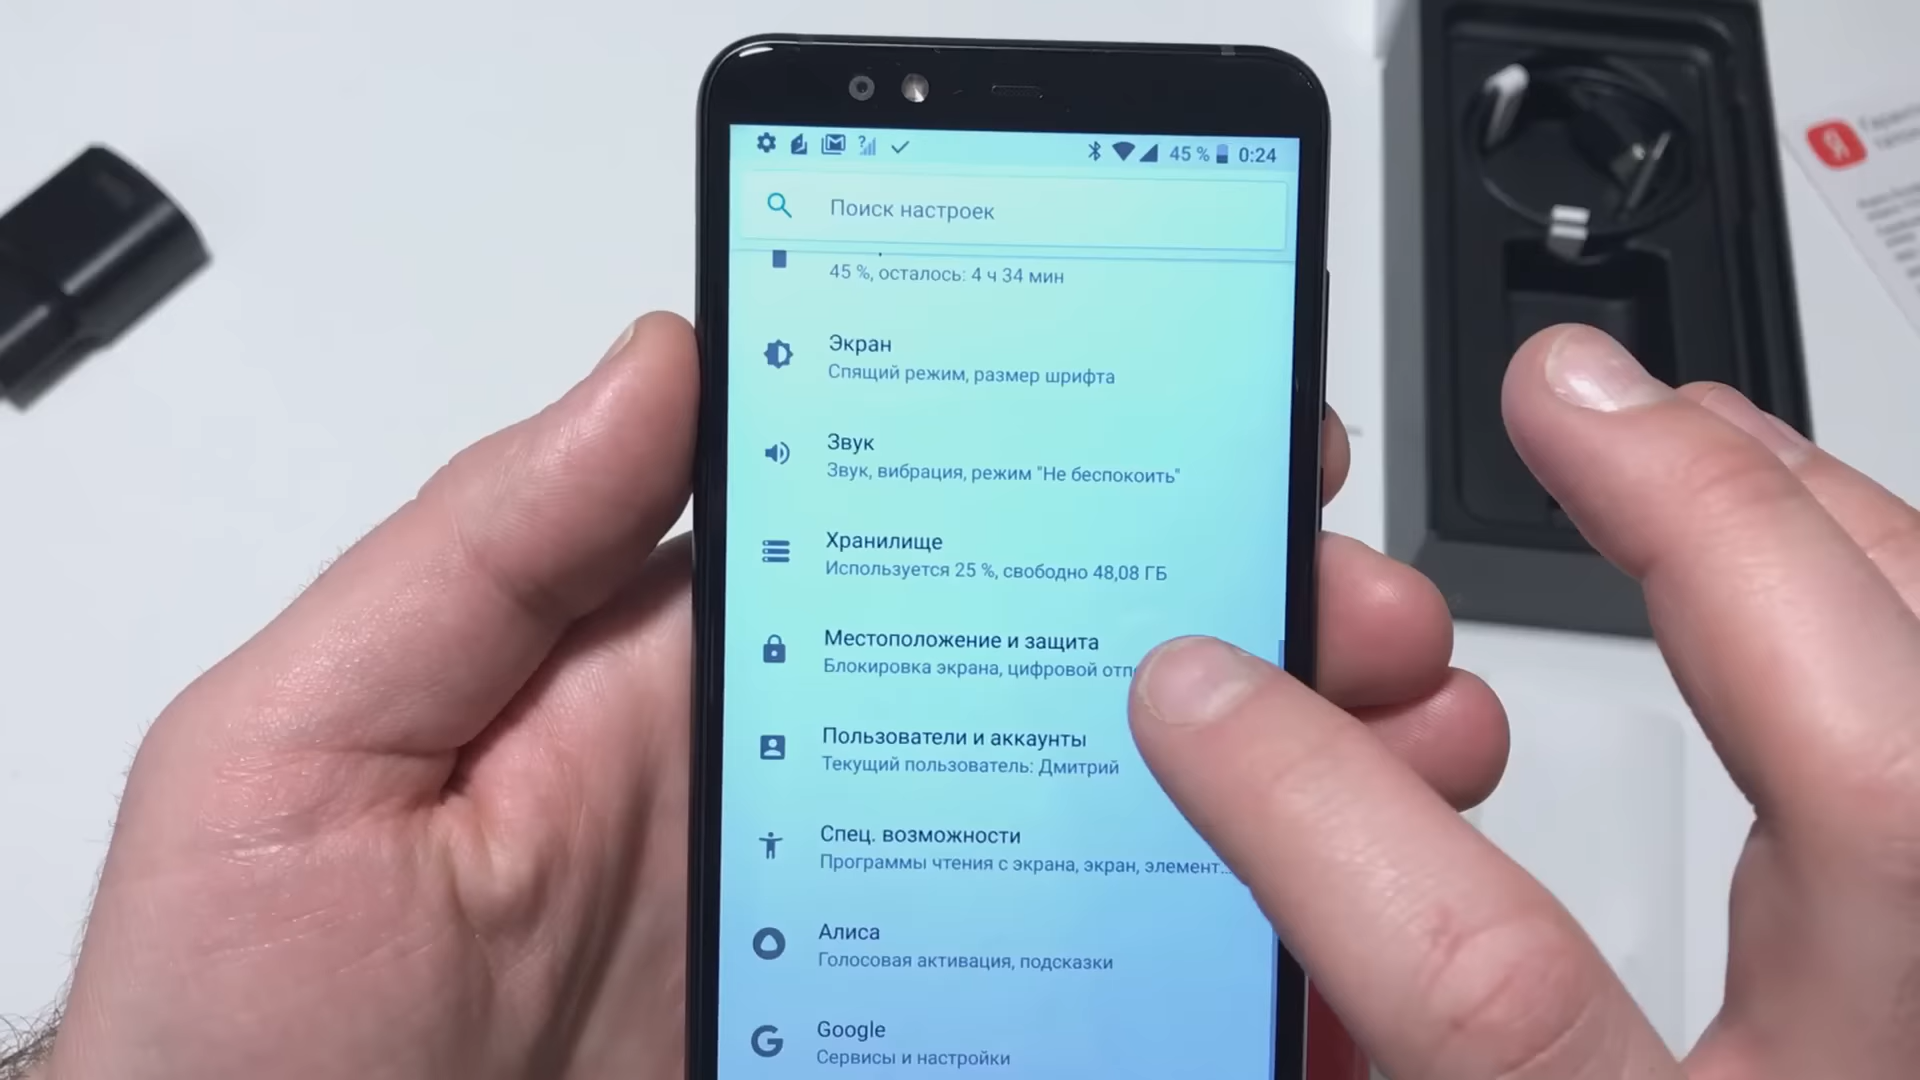 45 % 0:24
Поиск настроек
45 %, осталось: 4 ч 34 мин
Экран
Спящий режим, размер шрифта
Звук
Звук, вибрация, режим "Не беспокоить"
Хранилище
Используется 25 %, свободно 48,08 ГБ
Местоположение и защита
Блокировка экрана, цифровой отп
Пользователи и аккаунты
Текущий пользователь: Дмитрий
Спец. возможности
Программы чтения с экрана, экран, элемент...
Алиса
Голосовая активация, подсказки
Google
Сервисы и настройки
Я